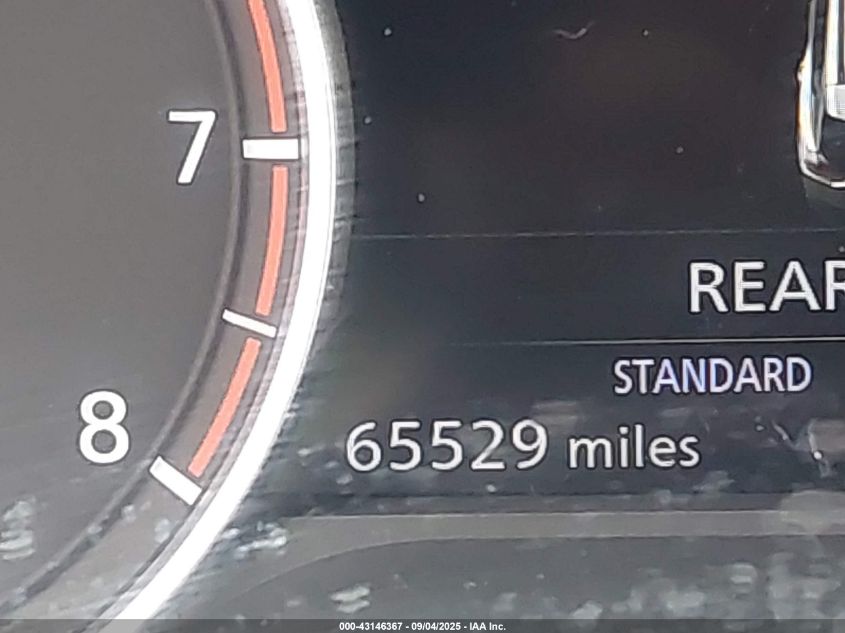 7
REAR
STANDARD
8
65529 miles
000-43146367 - 09/04/2025 - IAA Inc.